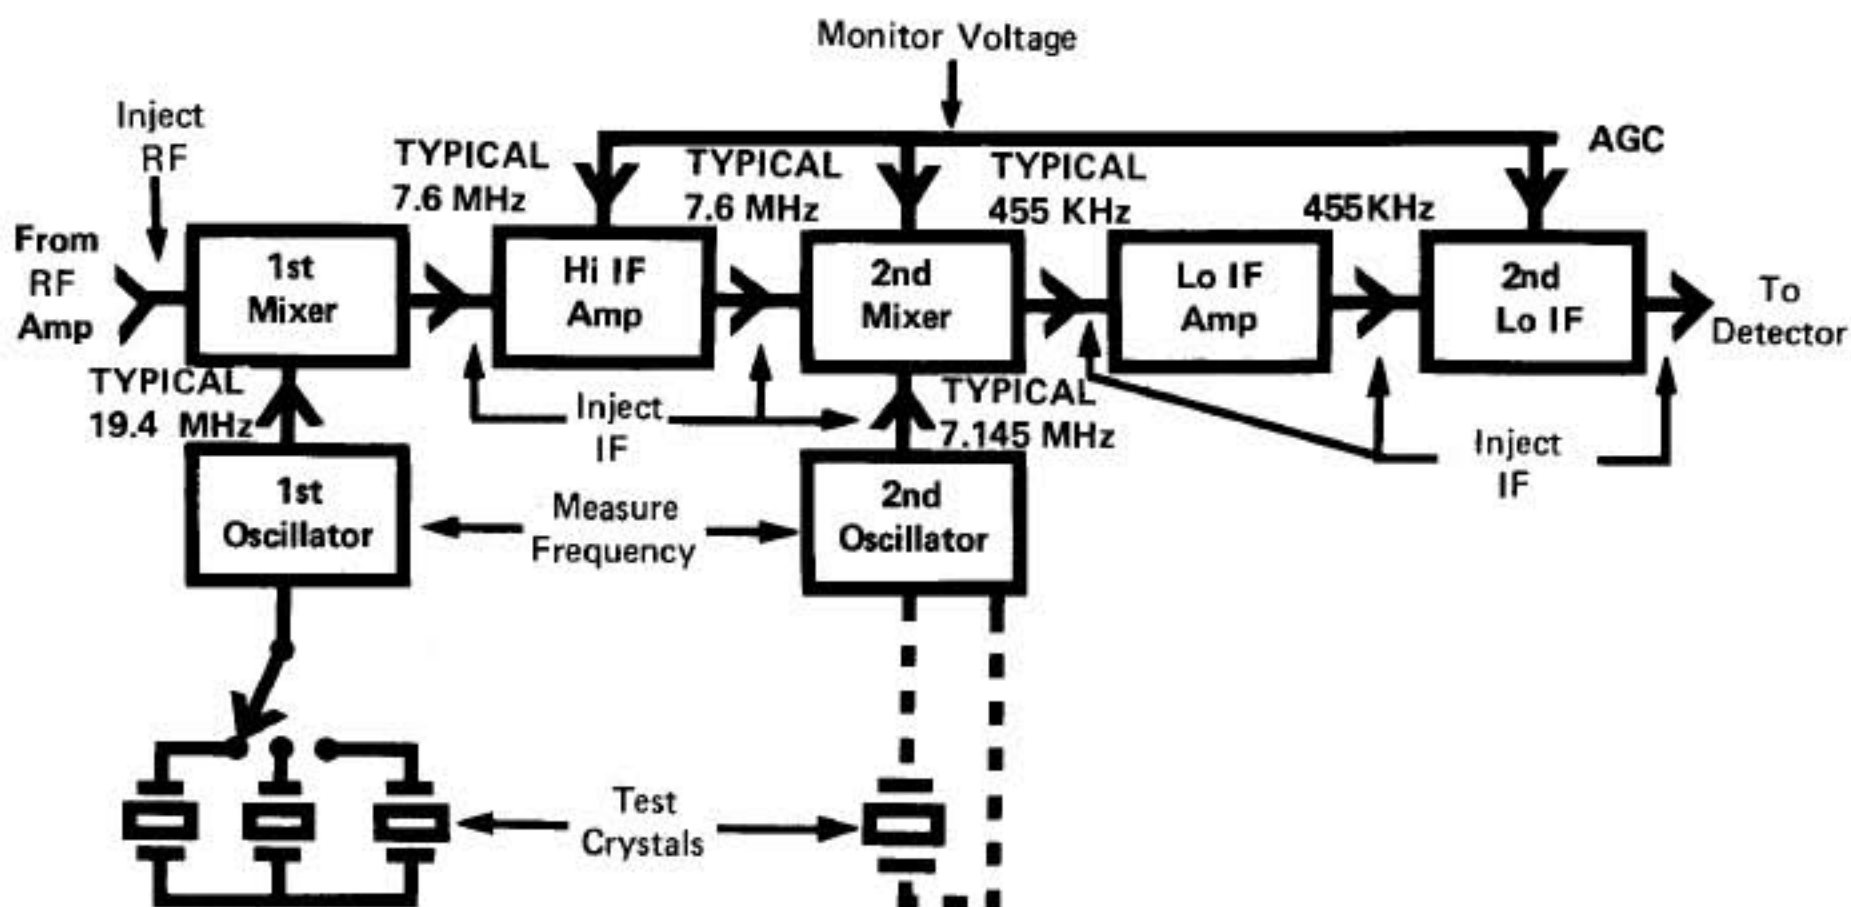 Monitor Voltage
Inject
RF
TYPICAL
7.6 MHz
TYPICAL
7.6 MHz
TYPICAL
455 KHz
455KHz
AGC
From
RF
Amp
1st
Mixer
Hi IF
Amp
2nd
Mixer
Lo IF
Amp
2nd
Lo IF
To
Detector
TYPICAL
19.4 MHz
Inject
IF
TYPICAL
7.145 MHz
Inject
IF
1st
Oscillator
Measure
Frequency
2nd
Oscillator
Test
Crystals